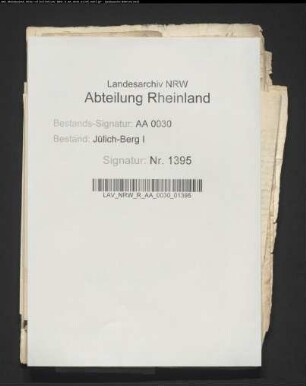 Landesarchiv NRW
Abteilung Rheinland
Bestands-Signatur: AA 0030
Bestand: Jülich-Berg I
Signatur: Nr. 1395
LAV_NRW_R_AA_0030_01395